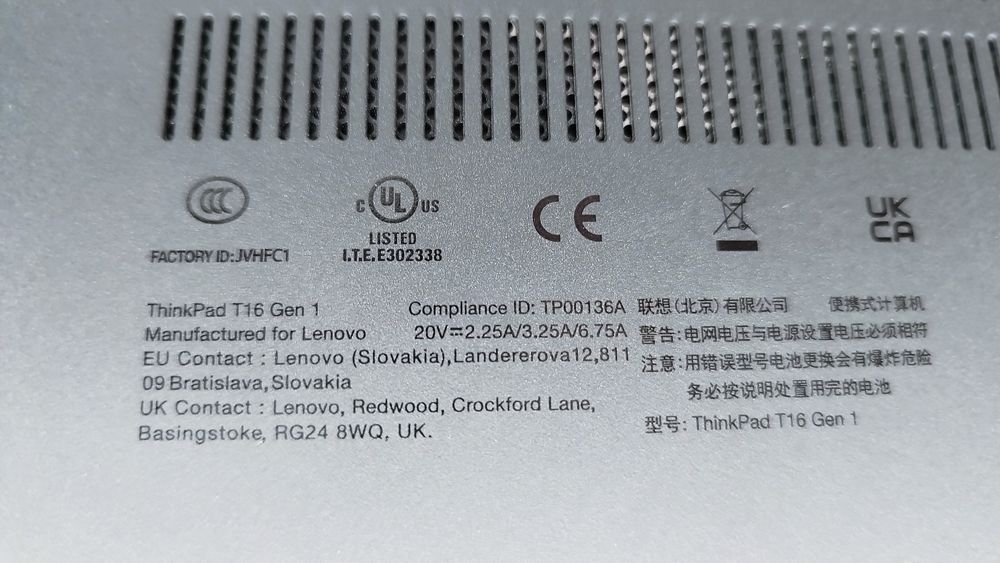 CCC
FACTORY ID:JVHFC1
C UL US
LISTED
I.T.E.E302338
CE
UK
CA
ThinkPad T16 Gen 1
Compliance ID: TP00136A
Manufactured for Lenovo
20V⎓2.25A/3.25A/6.75A
EU Contact : Lenovo (Slovakia),Landererova12,811
09 Bratislava, Slovakia
UK Contact : Lenovo, Redwood, Crockford Lane,
Basingstoke, RG24 8WQ, UK.
联想(北京)有限公司 便携式计算机
警告:电网电压与电源设置电压必须相符
注意:用错误型号电池更换会有爆炸危险
务必按说明处置用完的电池
型号: ThinkPad T16 Gen 1